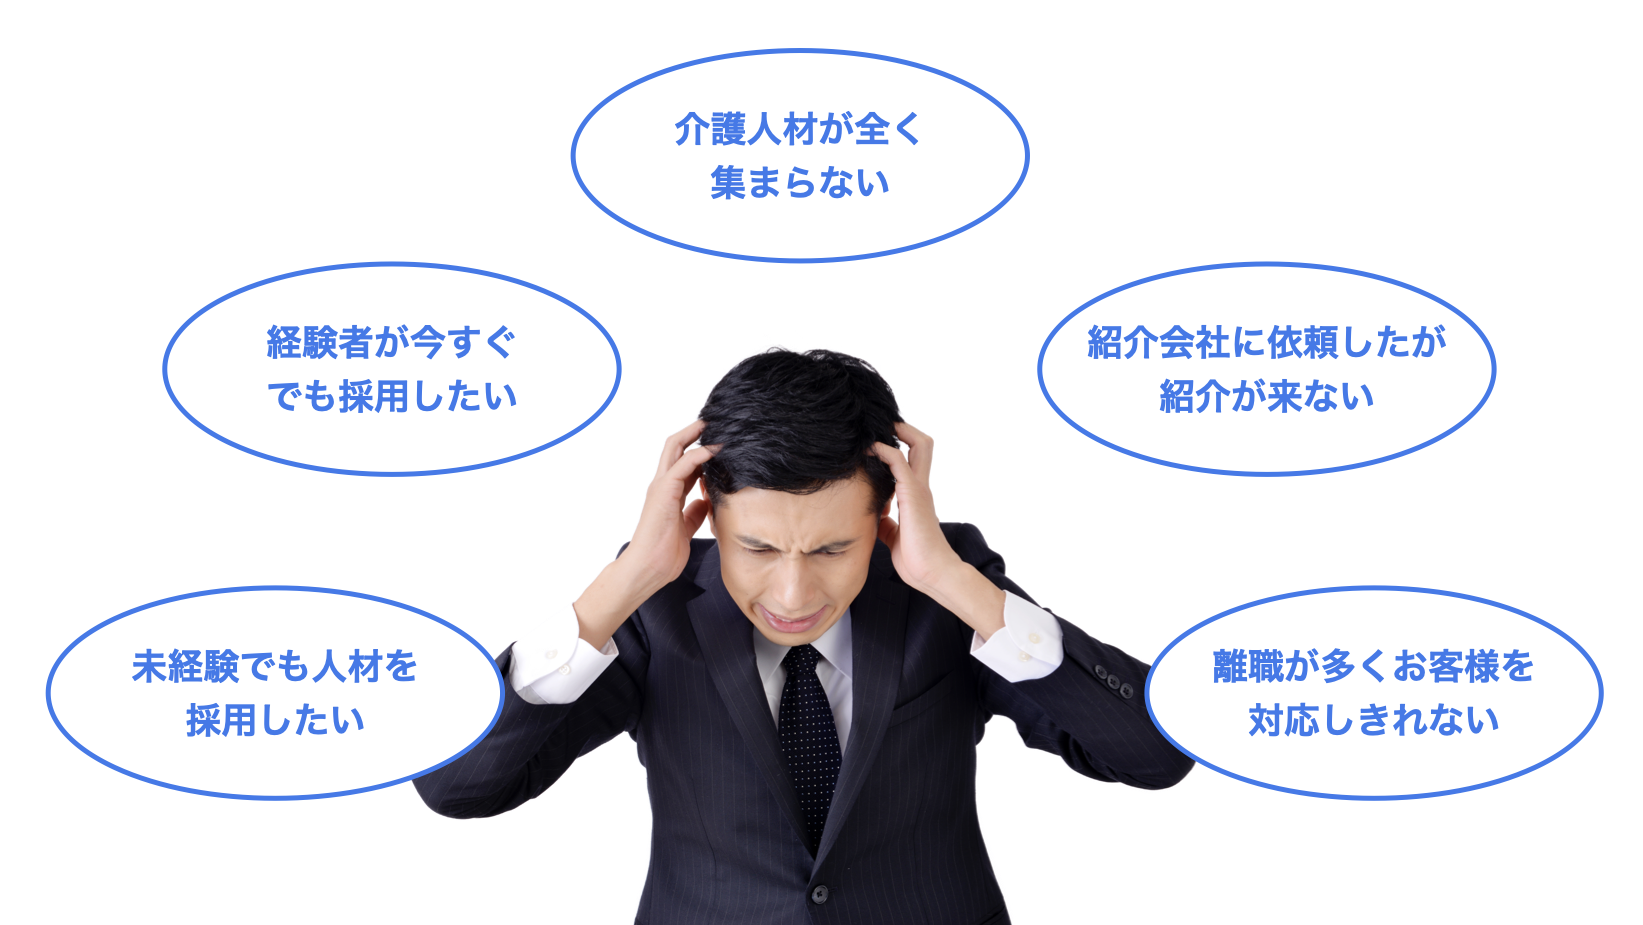 介護人材が全く
集まらない
経験者が今すぐ
でも採用したい
紹介会社に依頼したが
紹介が来ない
未経験でも人材を
採用したい
離職が多くお客様を
対応しきれない